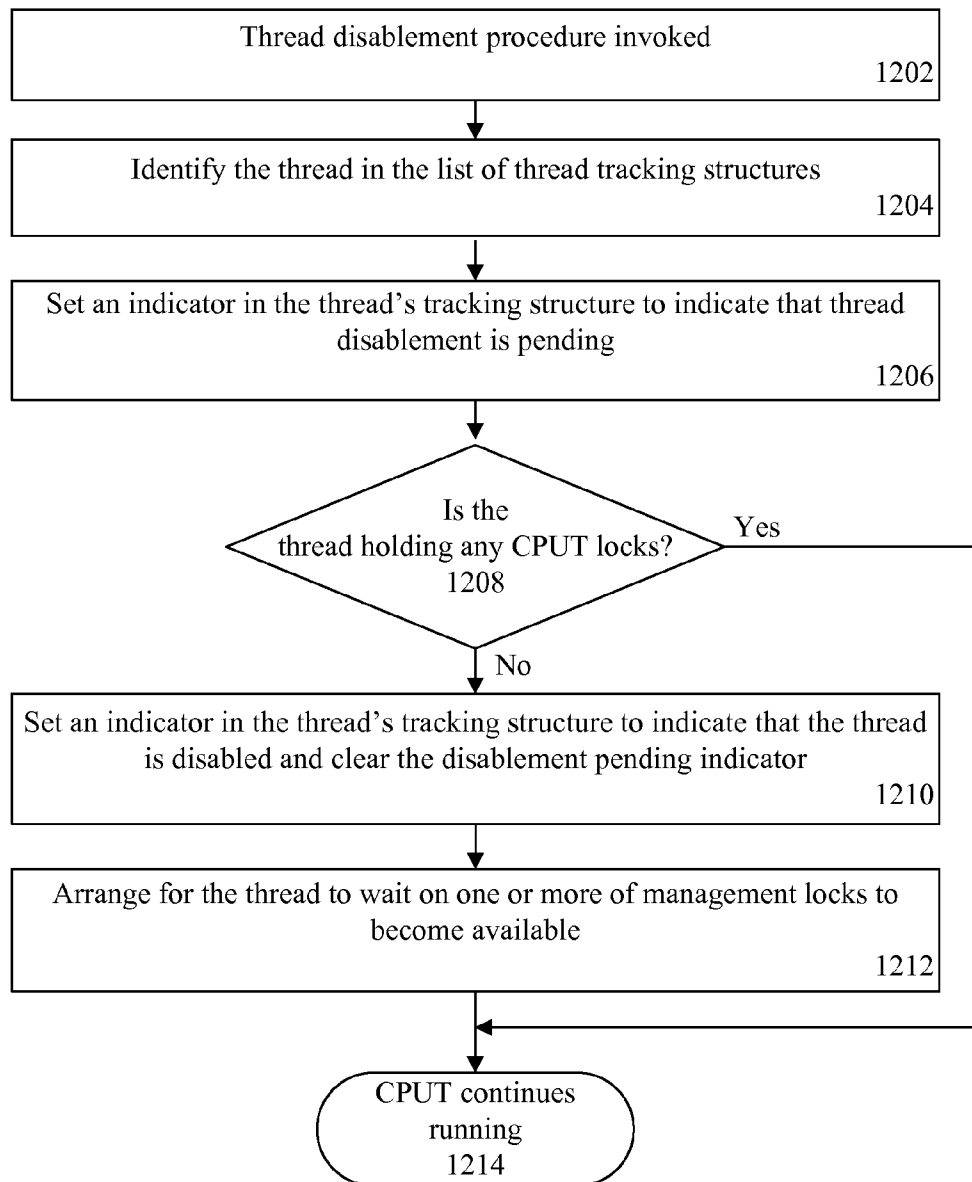 Thread disablement procedure invoked
1202
Identify the thread in the list of thread tracking structures
1204
Set an indicator in the thread's tracking structure to indicate that thread
disablement is pending
1206
Is the
thread holding any CPUT locks?
1208
Yes
No
Set an indicator in the thread's tracking structure to indicate that the thread
is disabled and clear the disablement pending indicator
1210
Arrange for the thread to wait on one or more of management locks to
become available
1212
CPUT continues
running
1214